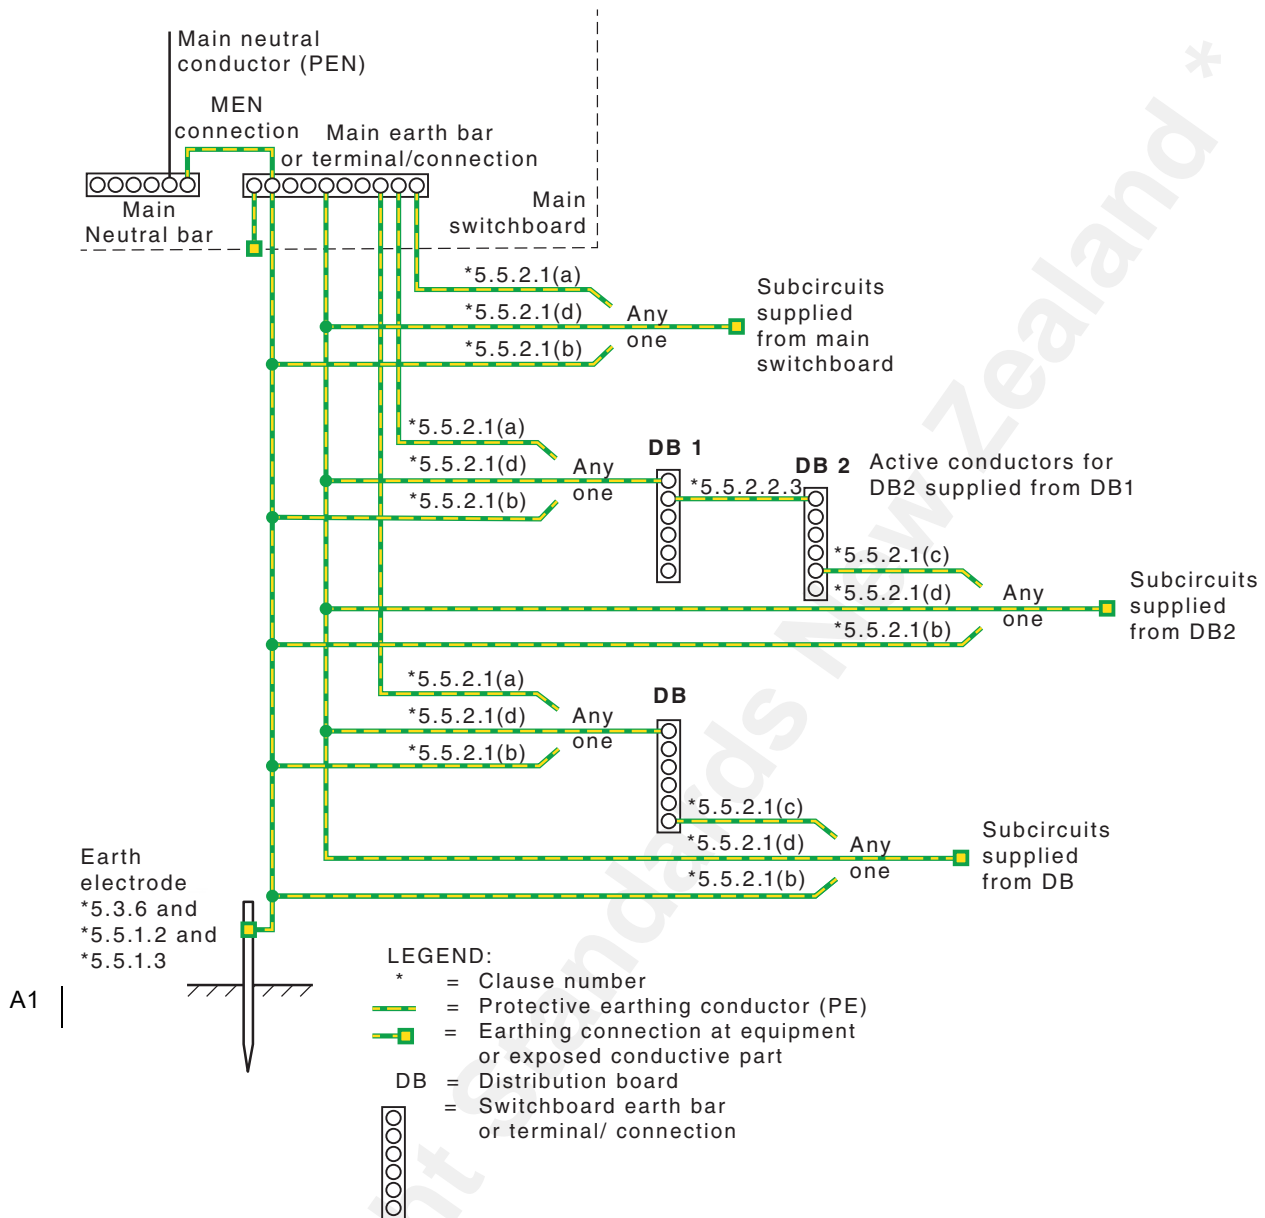 Main neutral
conductor (PEN)
MEN
connection
Main earth bar
or terminal/connection
Main
Neutral bar
Main
switchboard
*5.5.2.1(a)
*5.5.2.1(d)
*5.5.2.1(b)
Any
one
Subcircuits
supplied
from main
switchboard
*5.5.2.1(a)
*5.5.2.1(d)
*5.5.2.1(b)
Any
one
DB 1
*5.5.2.2.3
DB 2
Active conductors for
DB2 supplied from DB1
*5.5.2.1(c)
*5.5.2.1(d)
*5.5.2.1(b)
Any
one
Subcircuits
supplied
from DB2
*5.5.2.1(a)
*5.5.2.1(d)
*5.5.2.1(b)
Any
one
DB
*5.5.2.1(c)
*5.5.2.1(d)
*5.5.2.1(b)
Any
one
Subcircuits
supplied
from DB
Earth
electrode
*5.3.6 and
*5.5.1.2 and
*5.5.1.3
A1
LEGEND:
* = Clause number
= Protective earthing conductor (PE)
= Earthing connection at equipment
or exposed conductive part
DB = Distribution board
= Switchboard earth bar
or terminal/ connection
ht Standards New Zealand *